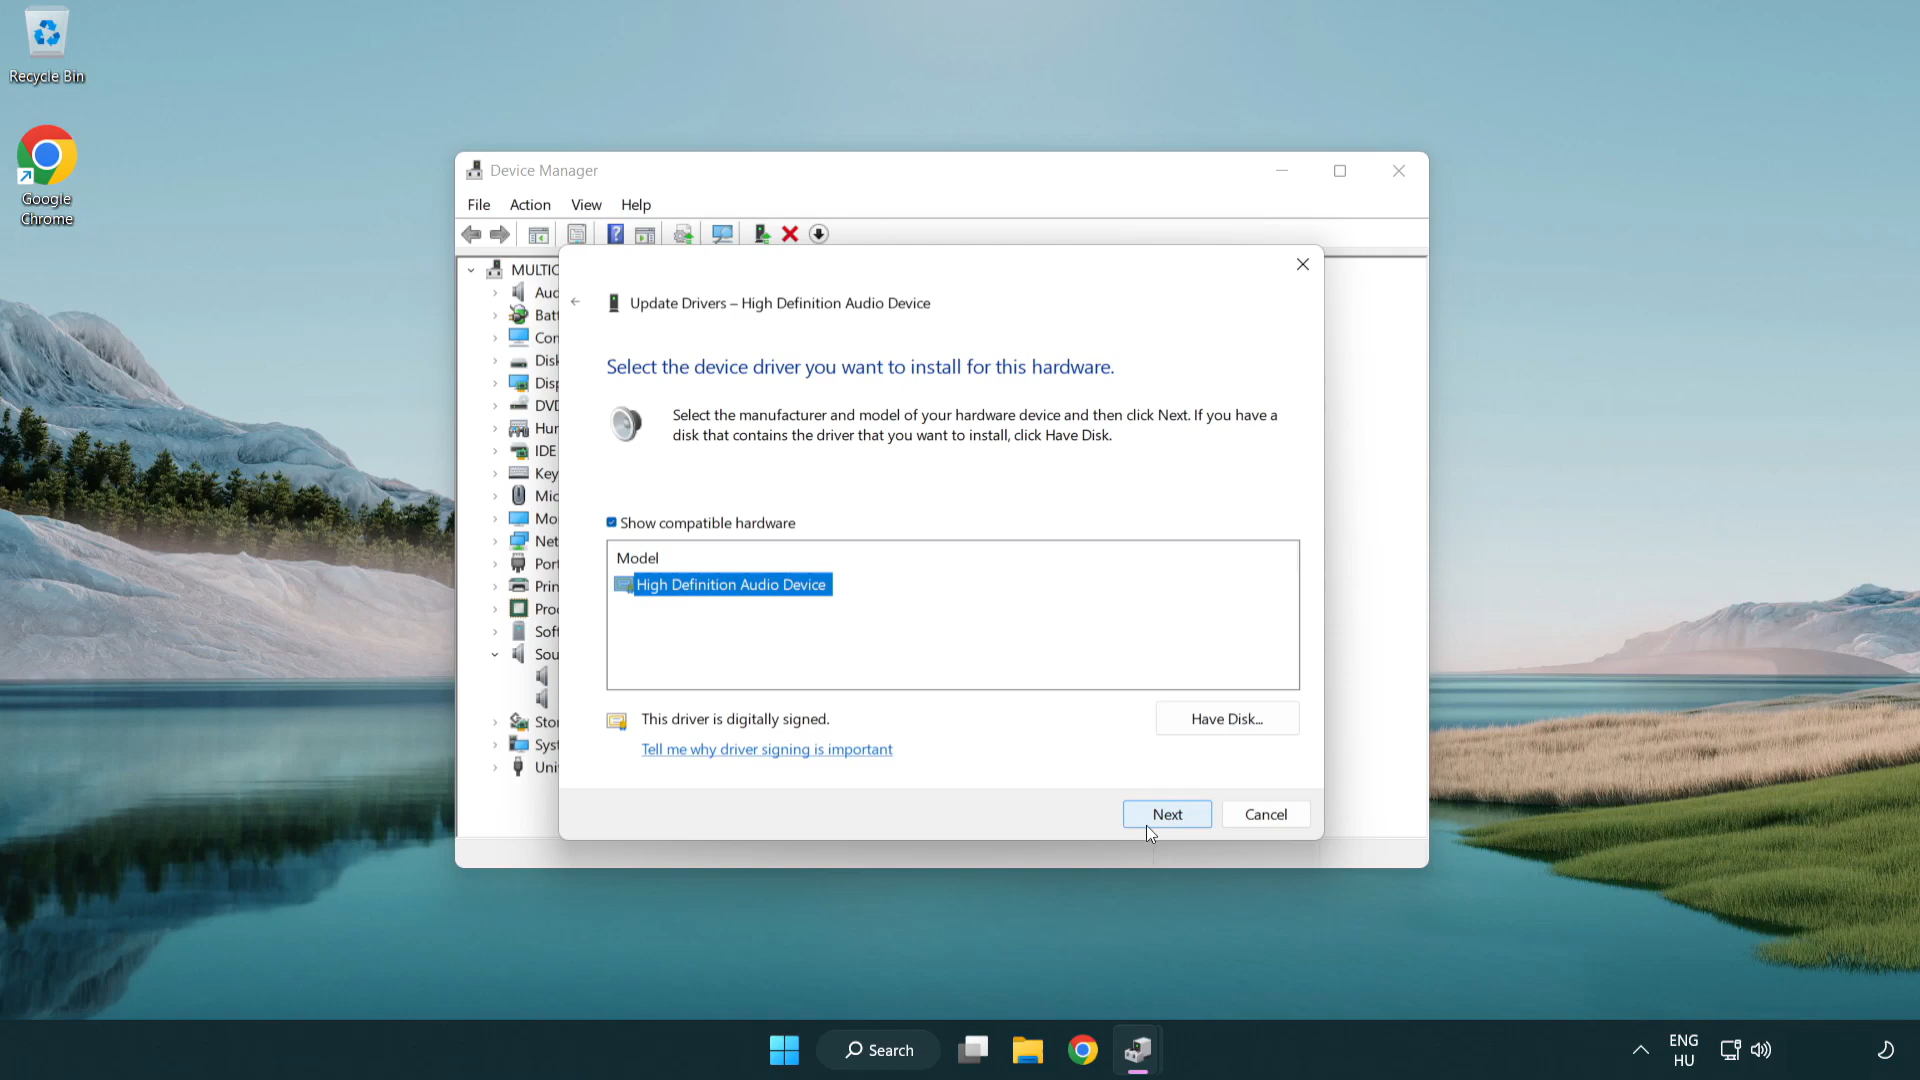 Recycle Bin
Google
Chrome
Device Manager
File Action View Help
Update Drivers – High Definition Audio Device
Select the device driver you want to install for this hardware.
Select the manufacturer and model of your hardware device and then click Next. If you have a
disk that contains the driver that you want to install, click Have Disk.
Show compatible hardware
Model
High Definition Audio Device
This driver is digitally signed.
Have Disk...
Tell me why driver signing is important
Next
Cancel
MULTIC
Aud
Batt
Con
Disk
Disp
DVD
Hum
IDE
Key
Mic
Mo
Net
Port
Prin
Proc
Soft
Sou
Stor
Syst
Uni
Search
ENG
HU